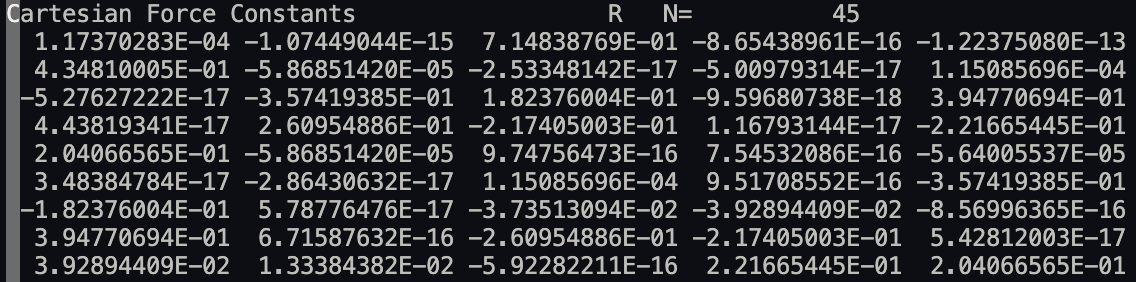 Cartesian Force Constants R N= 45
1.17370283E-04 -1.07449044E-15 7.14838769E-01 -8.65438961E-16 -1.22375080E-13
4.34810005E-01 -5.86851420E-05 -2.53348142E-17 -5.00979314E-17 1.15085696E-04
-5.27627222E-17 -3.57419385E-01 1.82376004E-01 -9.59680738E-18 3.94770694E-01
4.43819341E-17 2.60954886E-01 -2.17405003E-01 1.16793144E-17 -2.21665445E-01
2.04066565E-01 -5.86851420E-05 9.74756473E-16 7.54532086E-16 -5.64005537E-05
3.48384784E-17 -2.86430632E-17 1.15085696E-04 9.51708552E-16 -3.57419385E-01
-1.82376004E-01 5.78776476E-17 -3.73513094E-02 -3.92894409E-02 -8.56996365E-16
3.94770694E-01 6.71587632E-16 -2.60954886E-01 -2.17405003E-01 5.42812003E-17
3.92894409E-02 1.33384382E-02 -5.92282211E-16 2.21665445E-01 2.04066565E-01